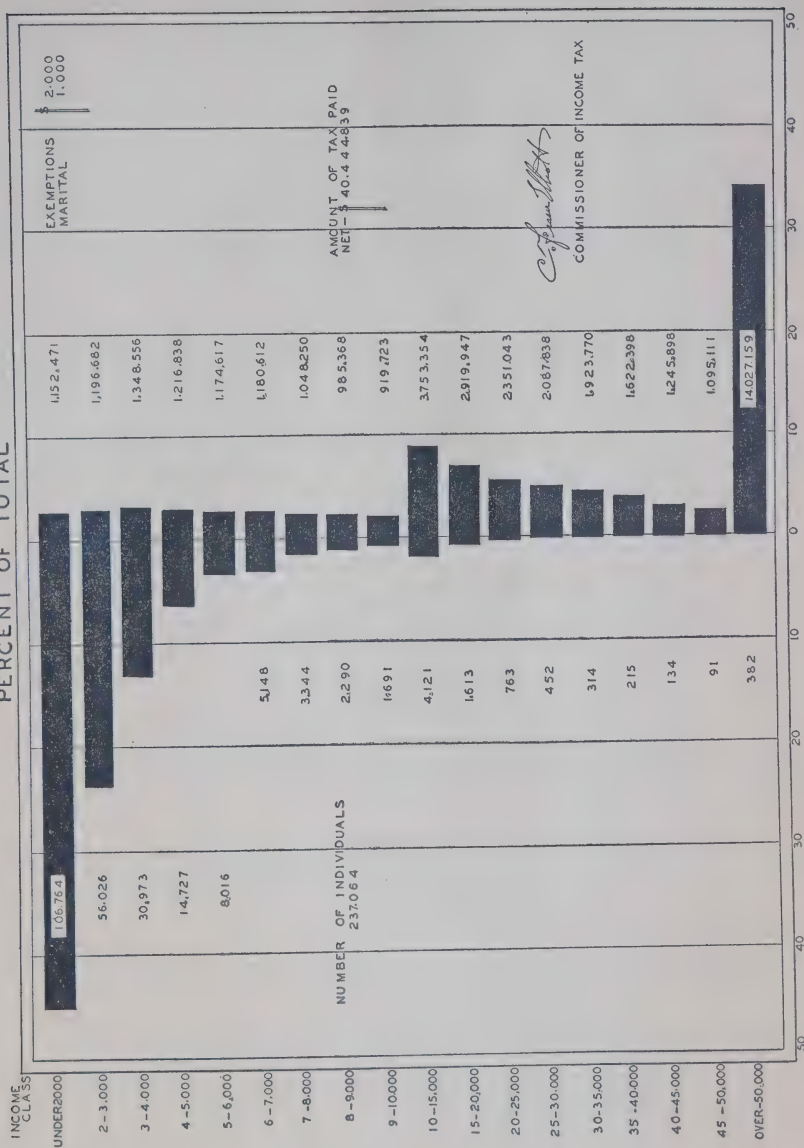 PERCENT OF TOTAL
INCOME CLASS
EXEMPTIONS $ 2.000
MARITAL 1.000
UNDER 2000 106.764 1,152.471
2 - 3.000 56.026 1,196.682
3 - 4.000 30,973 1,348.556
4 - 5.000 14,727 1.216.838
5 - 6,000 8,016 1,174,617
6 - 7,000 5,148 1,180,612
7 - 8,000 3,344 1.048,250
8 - 9.000 2,290 985,368
9 - 10.000 1,691 919,723
10 - 15.000 4,121 3.753,354
15 - 20,000 1,613 2,919,947
20 - 25,000 763 2,351,043
25 - 30.000 452 2.087.838
30 - 35,000 314 1,923.770
35 - 40.000 215 1,622.398
40 - 45.000 134 1,245,898
45 - 50,000 91 1,095,111
OVER - 50,000 382 14.027.159
NUMBER OF INDIVIDUALS
237.064
AMOUNT OF TAX PAID
NET - $ 40.444.839
C. Fraser Elliott
COMMISSIONER OF INCOME TAX
50 40 30 20 10 0 10 20 30 40 50